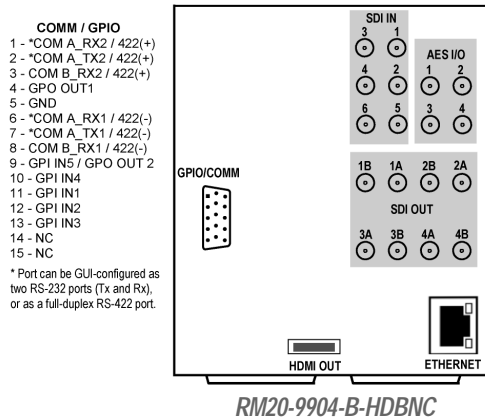 COMM / GPIO
1 - *COM A_RX2 / 422(+)
2 - *COM A_TX2 / 422(+)
3 - COM B_RX2 / 422(+)
4 - GPO OUT1
5 - GND
6 - *COM A_RX1 / 422(-)
7 - *COM A_TX1 / 422(-)
8 - COM B_RX1 / 422(-)
9 - GPI IN5 / GPO OUT 2
10 - GPI IN4
11 - GPI IN1
12 - GPI IN2
13 - GPI IN3
14 - NC
15 - NC
* Port can be GUI-configured as
two RS-232 ports (Tx and Rx),
or as a full-duplex RS-422 port.
GPIO/COMM
SDI IN
3 1
4 2
6 5
AES I/O
1 2
3 4
1B 1A 2B 2A
SDI OUT
3A 3B 4A 4B
HDMI OUT
ETHERNET
RM20-9904-B-HDBNC